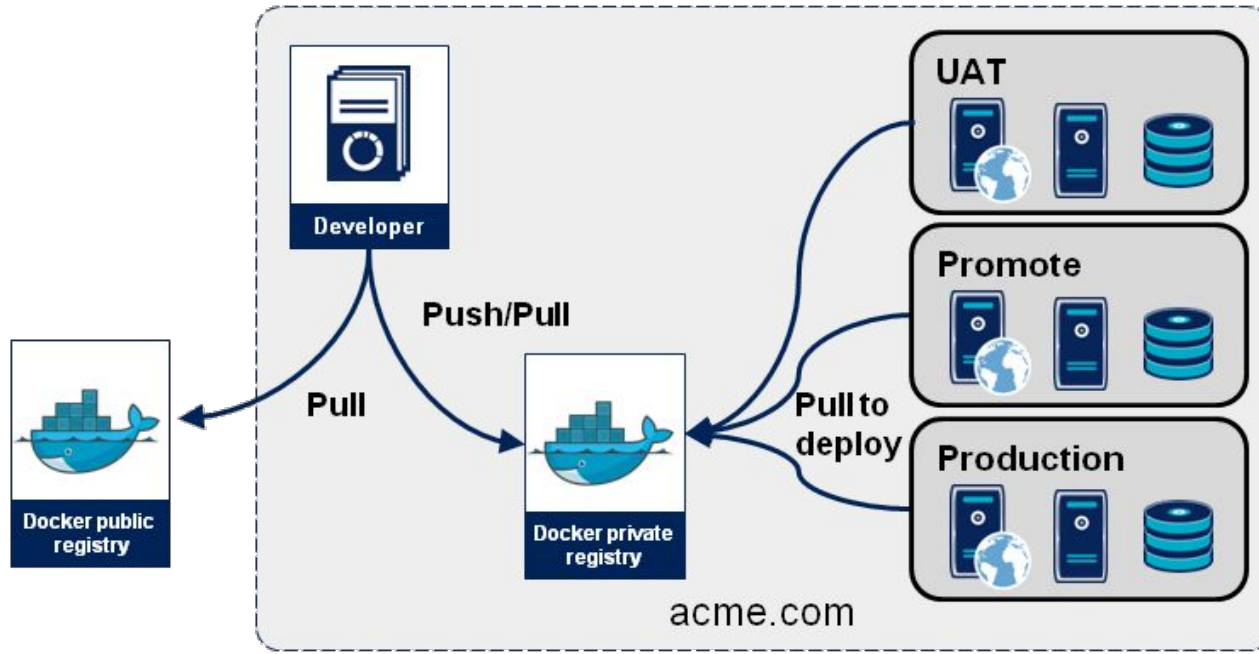 Developer
Push/Pull
Pull
Docker public
registry
Docker private
registry
Pull to
deploy
UAT
Promote
Production
acme.com